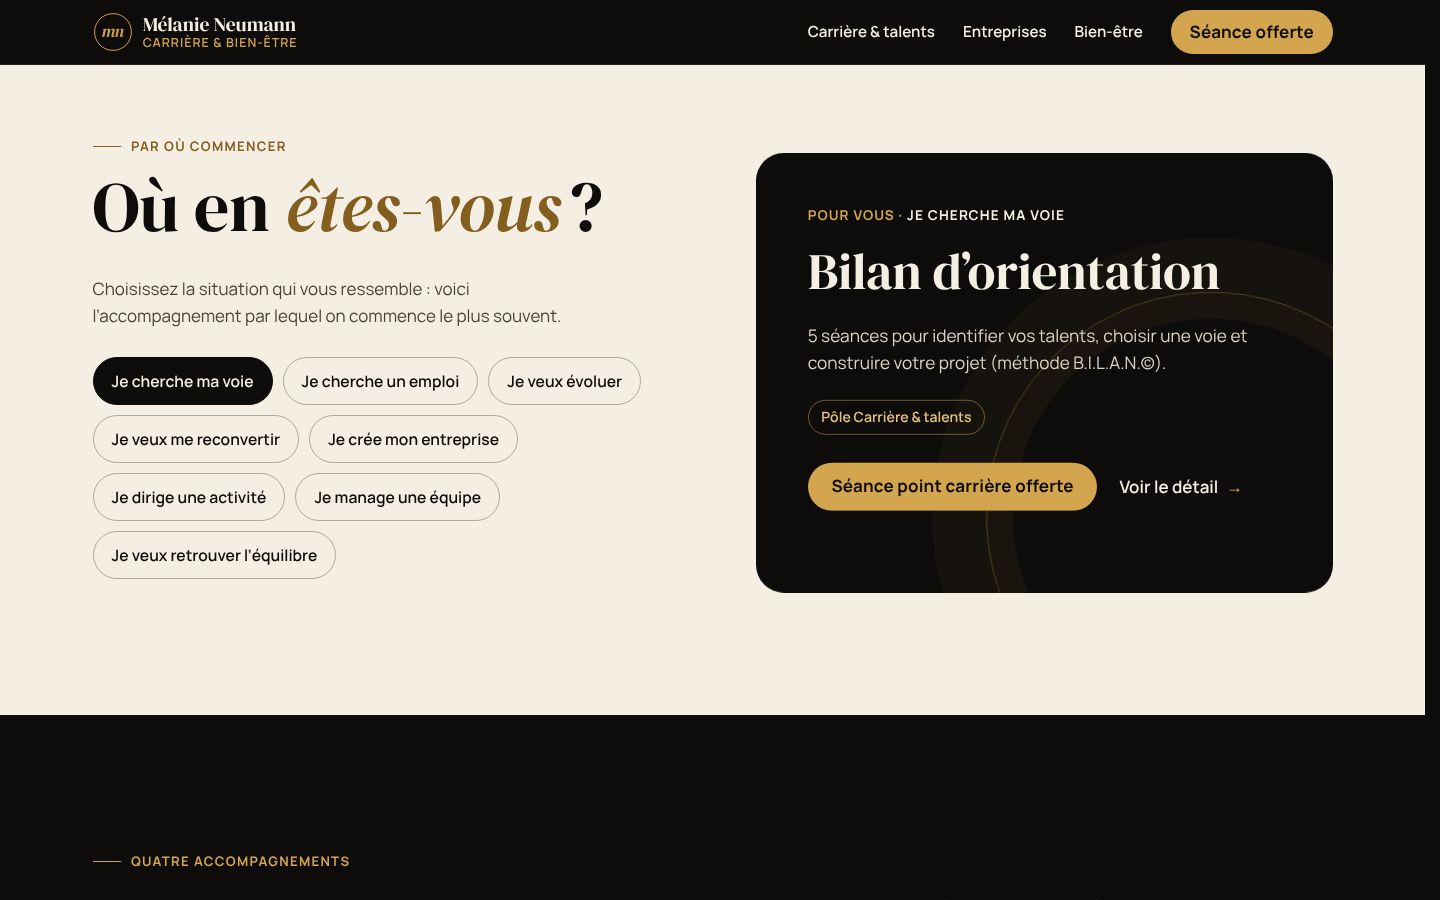 mn
Mélanie Neumann
CARRIÈRE & BIEN-ÊTRE
Carrière & talents
Entreprises
Bien-être
Séance offerte
PAR OÙ COMMENCER
Où en êtes-vous ?
Choisissez la situation qui vous ressemble : voici
l’accompagnement par lequel on commence le plus souvent.
Je cherche ma voie
Je cherche un emploi
Je veux évoluer
Je veux me reconvertir
Je crée mon entreprise
Je dirige une activité
Je manage une équipe
Je veux retrouver l’équilibre
POUR VOUS · JE CHERCHE MA VOIE
Bilan d’orientation
5 séances pour identifier vos talents, choisir une voie et
construire votre projet (méthode B.I.L.A.N.©).
Pôle Carrière & talents
Séance point carrière offerte
Voir le détail →
QUATRE ACCOMPAGNEMENTS